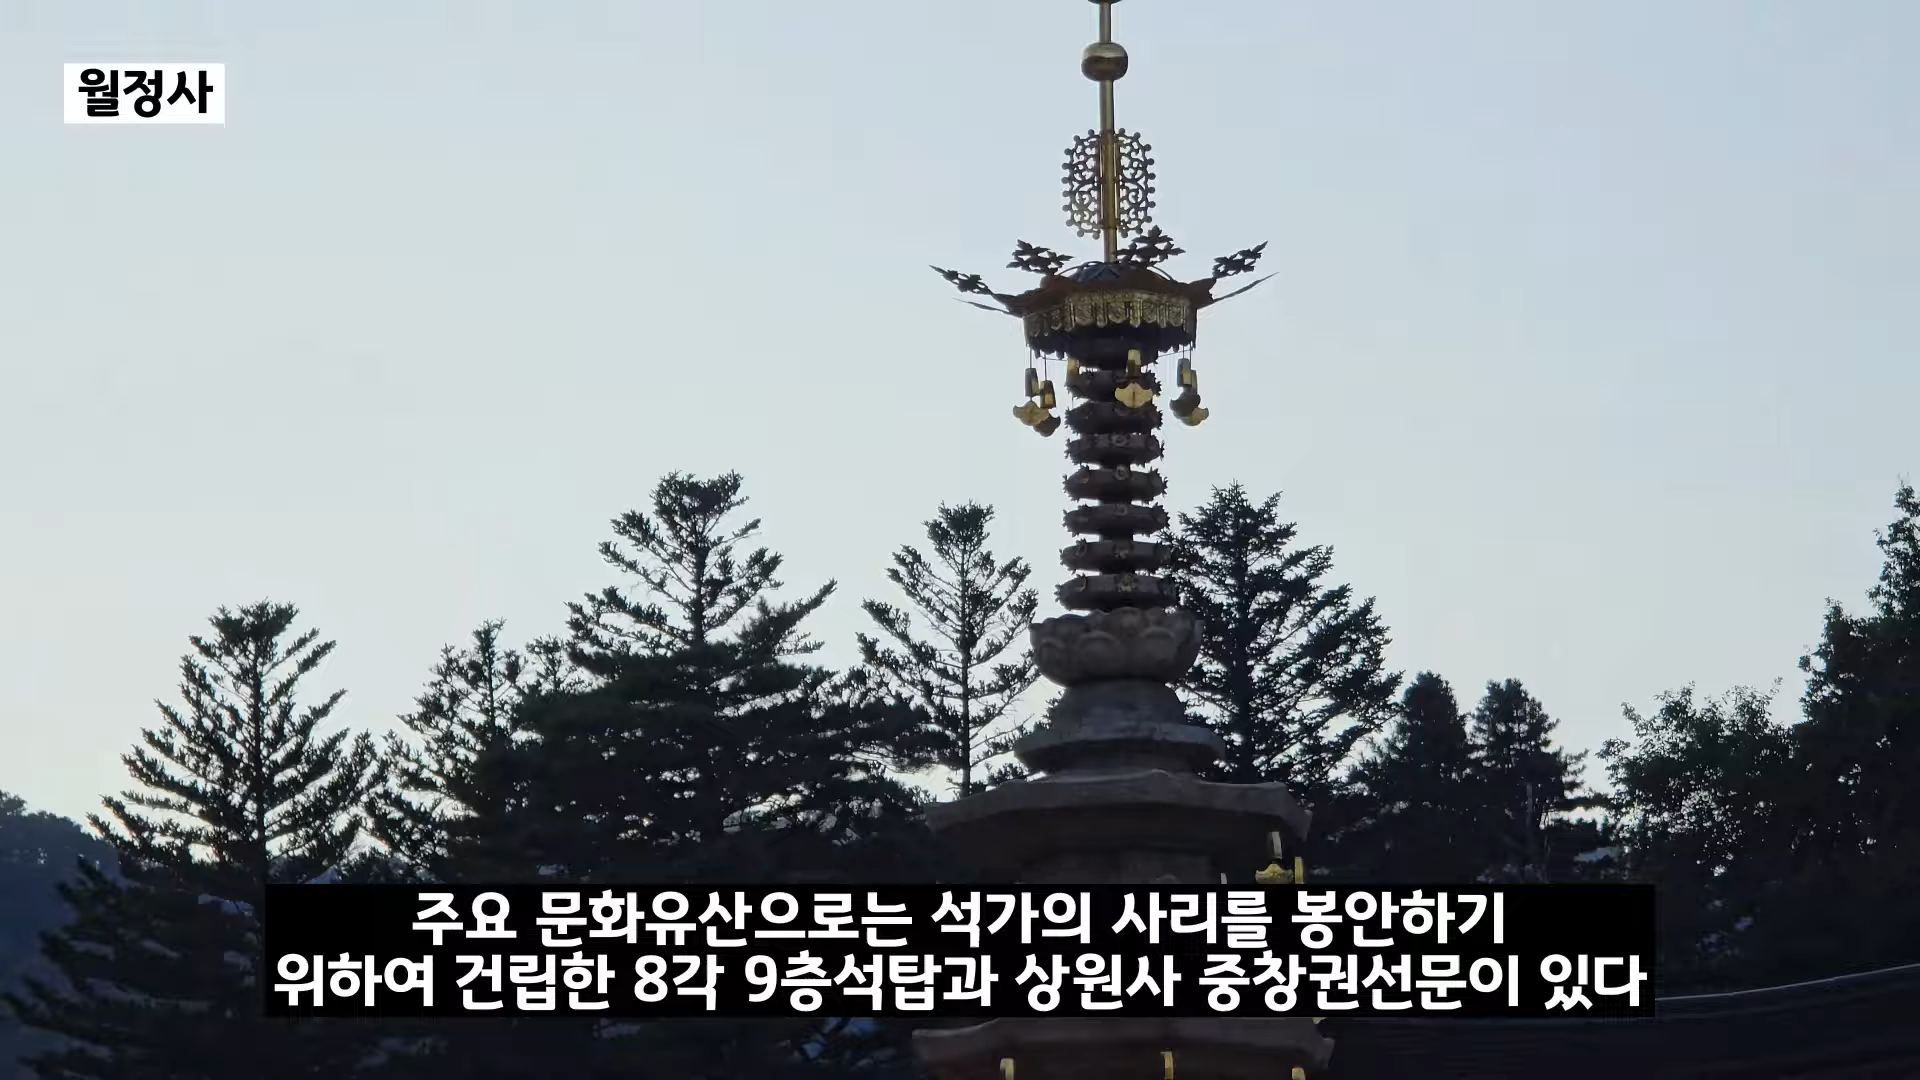 월정사
주요 문화유산으로는 석가의 사리를 봉안하기
위하여 건립한 8각 9층석탑과 상원사 중창권선문이 있다